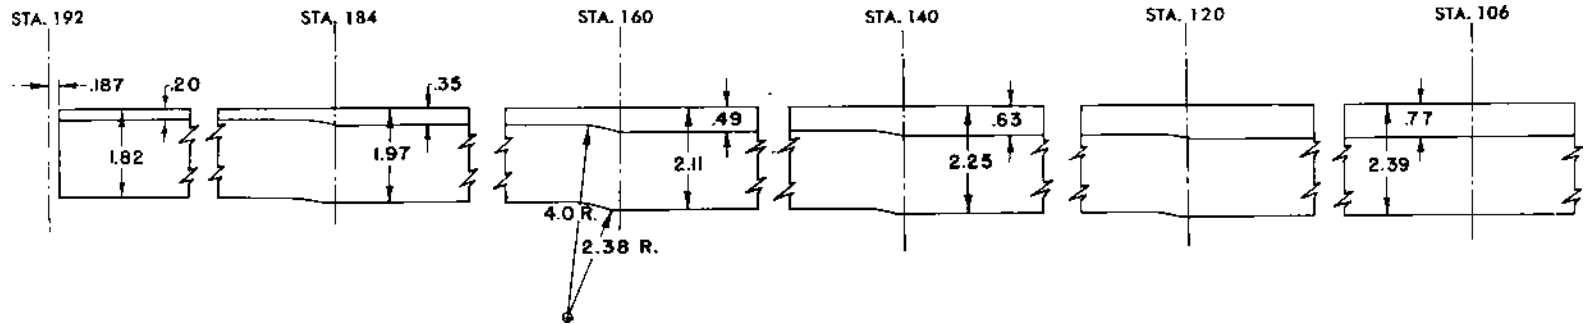 STA. 192 STA. 184 STA. 160 STA. 140 STA. 120 STA. 106
.187 .20 .35 .49 .63 .77
1.82 1.97 2.11 2.25 2.39
4.0 R.
2.38 R.